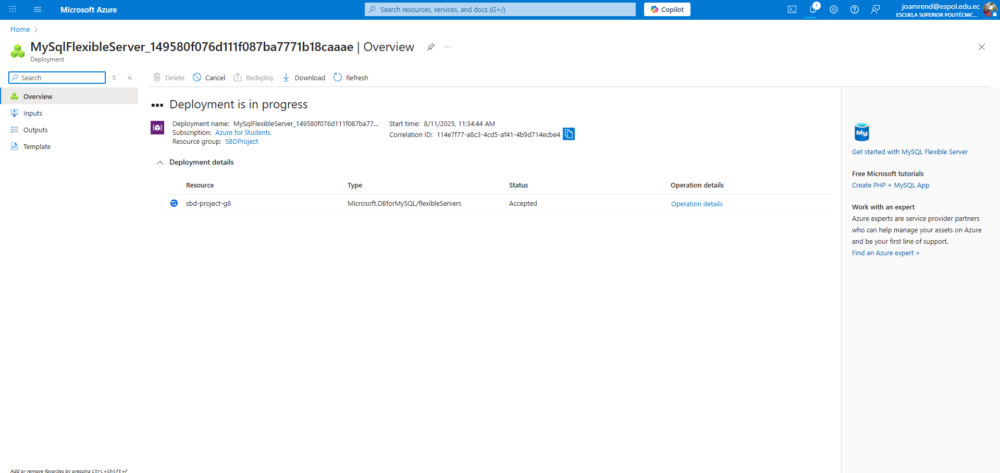 Microsoft Azure
Search resources, services, and docs (G+/)
Copilot
1
joamrend@espol.edu.ec
ESCUELA SUPERIOR POLITÉCNIC...
Home
MySqlFlexibleServer_149580f076d111f087ba7771b18caaae | Overview
Deployment
Search
Delete
Cancel
Redeploy
Download
Refresh
Overview
Inputs
Outputs
Template
Deployment is in progress
Deployment name: MySqlFlexibleServer_149580f076d111f087ba77...
Subscription: Azure for Students
Resource group: SBDProject
Start time: 8/11/2025, 11:34:44 AM
Correlation ID: 114e7f77-a8c3-4cd5-af41-4b9d714ecbe4
Deployment details
Resource Type Status Operation details
sbd-project-g8 Microsoft.DBforMySQL/flexibleServers Accepted Operation details
My
Get started with MySQL Flexible Server
Free Microsoft tutorials
Create PHP + MySQL App
Work with an expert
Azure experts are service provider partners
who can help manage your assets on Azure
and be your first line of support.
Find an Azure expert >
Add or remove favorites by pressing Ctrl+Shift+F